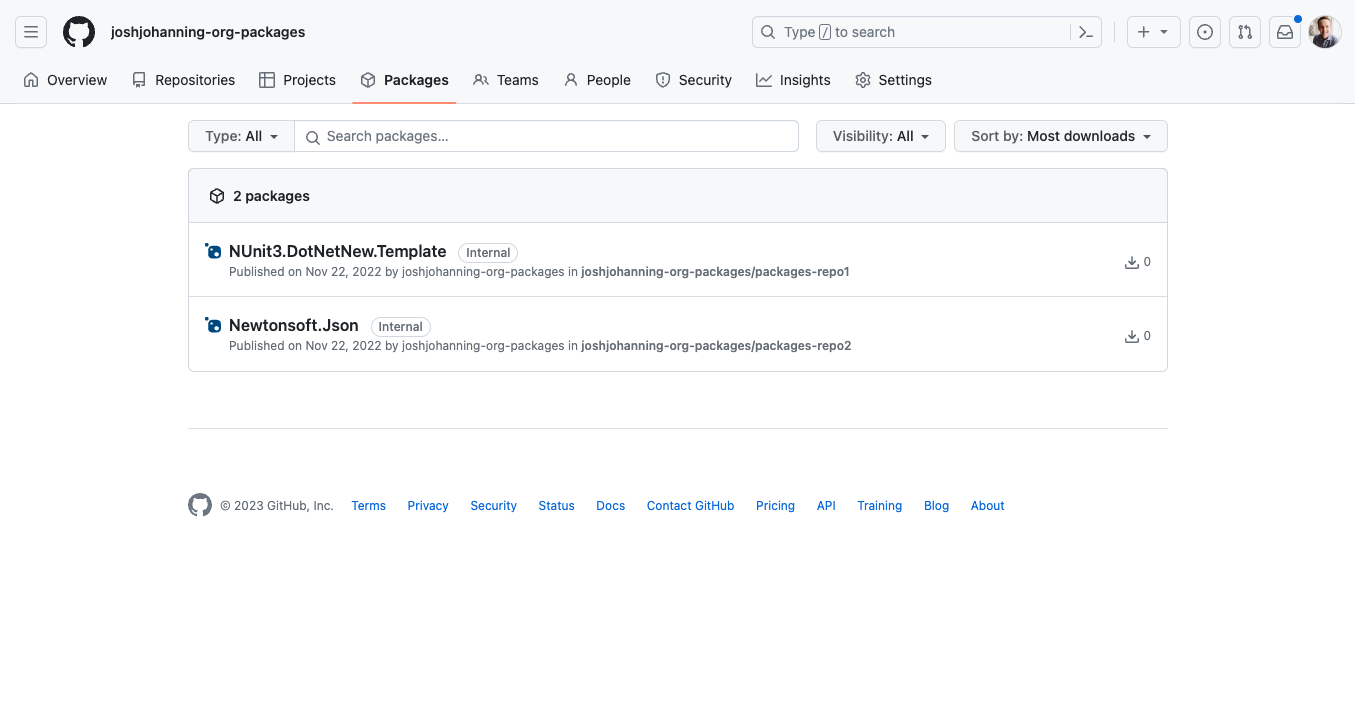 joshjohanning-org-packages
Type / to search
Overview Repositories Projects Packages Teams People Security Insights Settings
Type: All Search packages... Visibility: All Sort by: Most downloads
2 packages
NUnit3.DotNetNew.Template Internal
Published on Nov 22, 2022 by joshjohanning-org-packages in joshjohanning-org-packages/packages-repo1
0
Newtonsoft.Json Internal
Published on Nov 22, 2022 by joshjohanning-org-packages in joshjohanning-org-packages/packages-repo2
0
© 2023 GitHub, Inc. Terms Privacy Security Status Docs Contact GitHub Pricing API Training Blog About